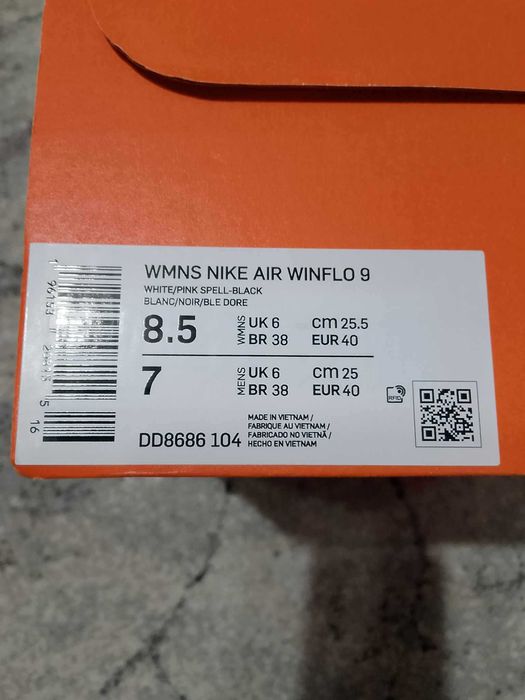 WMNS NIKE AIR WINFLO 9
WHITE/PINK SPELL-BLACK
BLANC/NOIR/BLE DORE
8.5 WMNS UK 6 cm 25.5
BR 38 EUR 40
7 MENS UK 6 cm 25
BR 38 EUR 40
RFID
DD8686 104
MADE IN VIETNAM /
FABRIQUE AU VIETNAM /
FABRICADO NO VIETNÃ /
HECHO EN VIETNAM
5
16